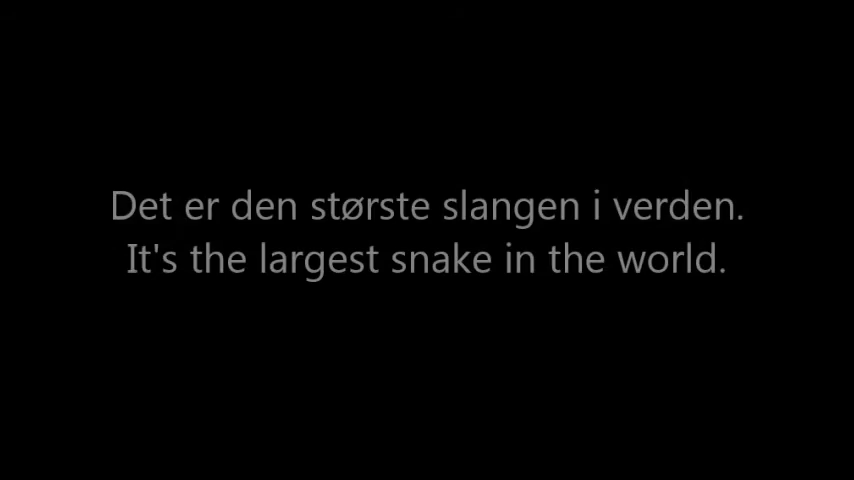 Det er den største slangen i verden.
It's the largest snake in the world.